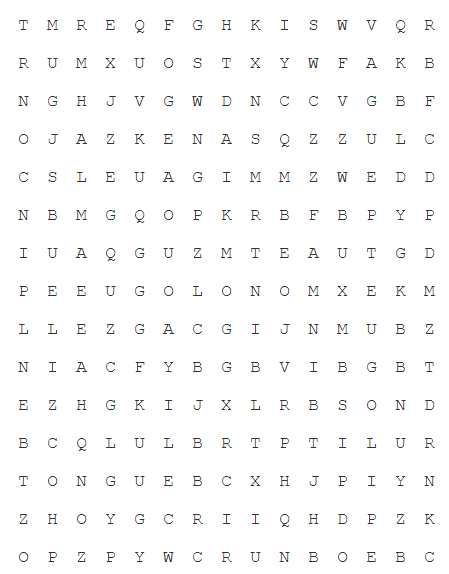 T M R E Q F G H K I S W V Q R
R U M X U O S T X Y W F A K B
N G H J V G W D N C C V G B F
O J A Z K E N A S Q Z Z U L C
C S L E U A G I M M Z W E D D
N B M G Q O P K R B F B P Y P
I U A Q G U Z M T E A U T G D
P E E U G O L O N O M X E K M
L L E Z G A C G I J N M U B Z
N I A C F Y B G B V I B G B T
E Z H G K I J X L R B S O N D
B C Q L U L B R T P T I L U R
T O N G U E B C X H J P I Y N
Z H O Y G C R I I Q H D P Z K
O P Z P Y W C R U N B O E B C